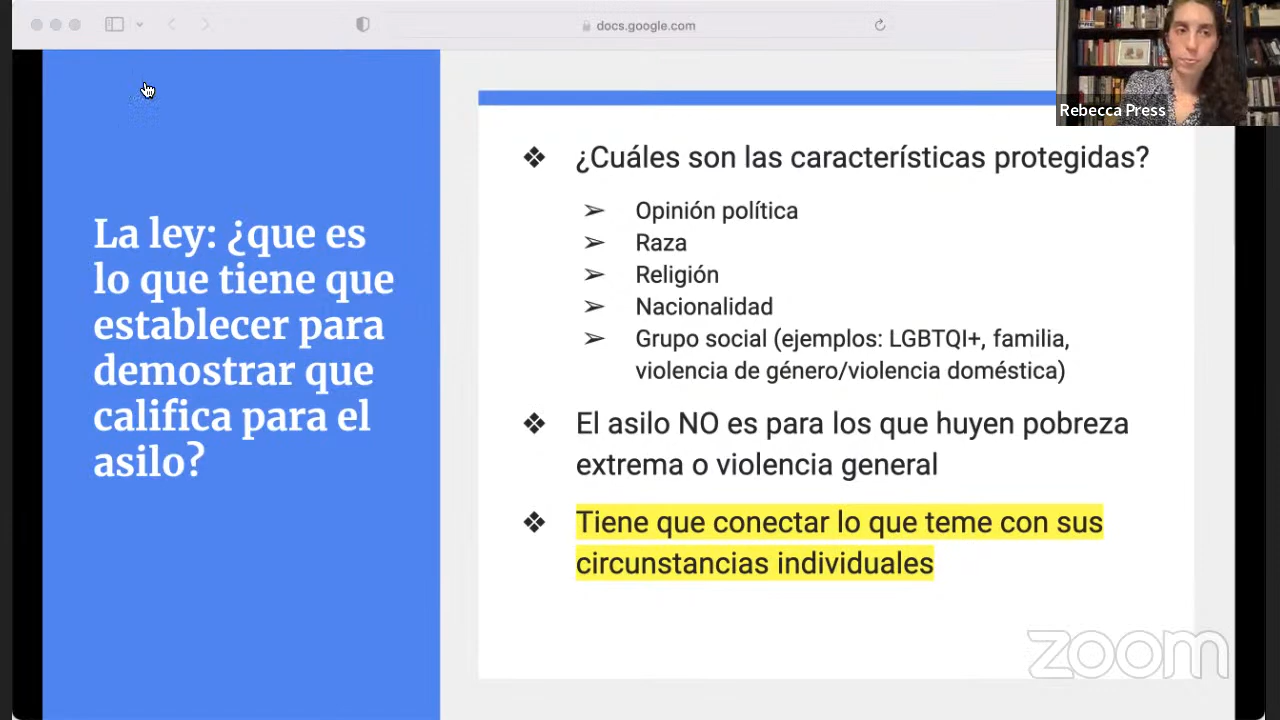 docs.google.com
Rebecca Press
La ley: ¿que es
lo que tiene que
establecer para
demostrar que
califica para el
asilo?
¿Cuáles son las características protegidas?
Opinión política
Raza
Religión
Nacionalidad
Grupo social (ejemplos: LGBTQI+, familia,
violencia de género/violencia doméstica)
El asilo NO es para los que huyen pobreza
extrema o violencia general
Tiene que conectar lo que teme con sus
circunstancias individuales
zoom